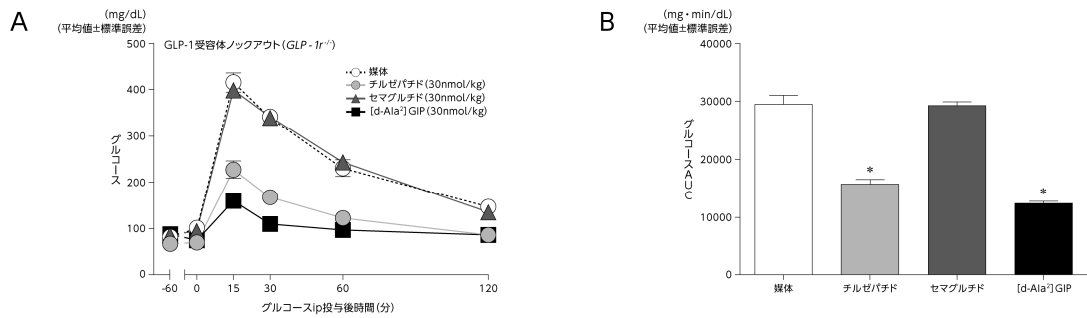 A
(mg/dL)
(平均値±標準誤差)
500
400
300
200
100
0
グルコース
GLP-1受容体ノックアウト(GLP-1r-/-)
媒体
チルゼパチド(30nmol/kg)
セマグルチド(30nmol/kg)
[d-Ala2]GIP(30nmol/kg)
-60 0 15 30 60 120
グルコースip投与後時間(分)
B
(mg・min/dL)
(平均値±標準誤差)
40000
30000
20000
10000
0
グルコースAUC
* *
媒体 チルゼパチド セマグルチド [d-Ala2]GIP